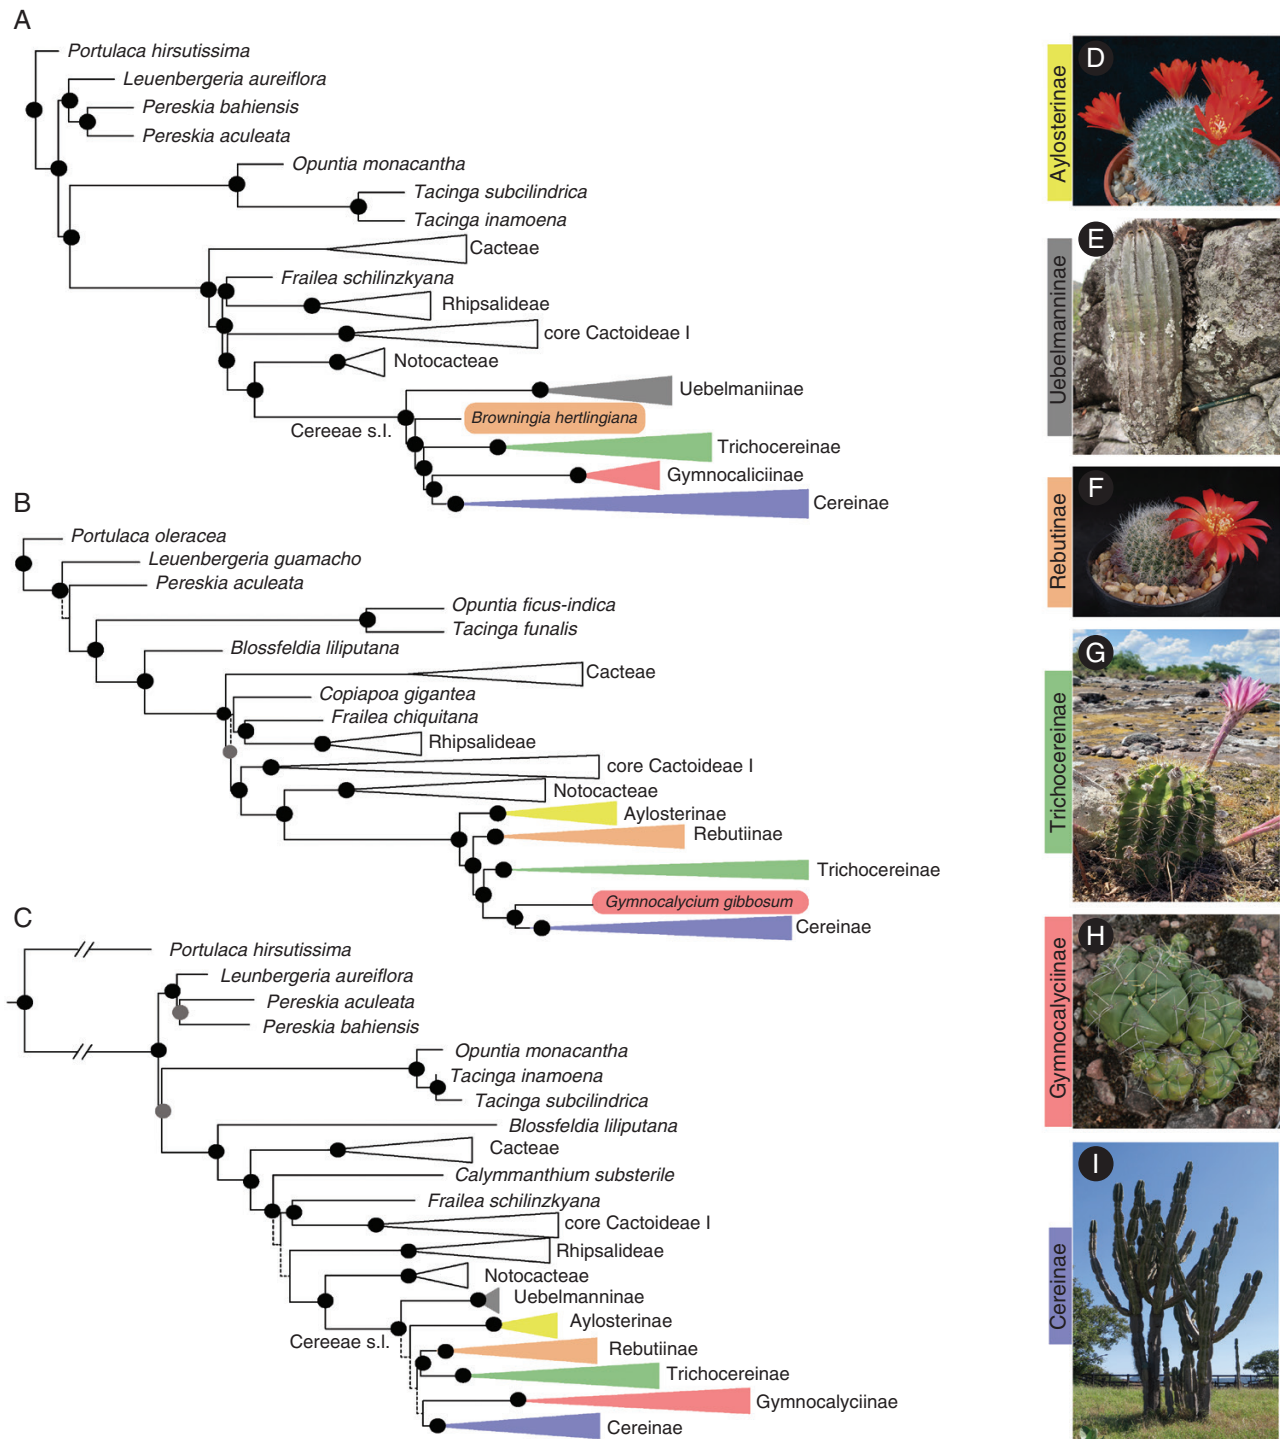 A
Portulaca hirsutissima
Leuenbergeria aureiflora
Pereskia bahiensis
Pereskia aculeata
Opuntia monacantha
Tacinga subcilindrica
Tacinga inamoena
Cacteae
Frailea schilinzkyana
Rhipsalideae
core Cactoideae I
Notocacteae
Uebelmaniinae
Browningia hertlingiana
Cereeae s.l.
Trichocereinae
Gymnocaliciinae
Cereinae
B
Portulaca oleracea
Leuenbergeria guamacho
Pereskia aculeata
Opuntia ficus-indica
Tacinga funalis
Blossfeldia liliputana
Cacteae
Copiapoa gigantea
Frailea chiquitana
Rhipsalideae
core Cactoideae I
Notocacteae
Aylosterinae
Rebutiinae
Trichocereinae
Gymnocalycium gibbosum
Cereinae
C
Portulaca hirsutissima
Leunbergeria aureiflora
Pereskia aculeata
Pereskia bahiensis
Opuntia monacantha
Tacinga inamoena
Tacinga subcilindrica
Blossfeldia liliputana
Cacteae
Calymmanthium substerile
Frailea schilinzkyana
core Cactoideae I
Rhipsalideae
Notocacteae
Uebelmanninae
Aylosterinae
Cereeae s.l.
Rebutiinae
Trichocereinae
Gymnocalyciinae
Cereinae
D
Aylosterinae
E
Uebelmanninae
F
Rebutinae
G
Trichocereinae
H
Gymnocalyciinae
I
Cereinae